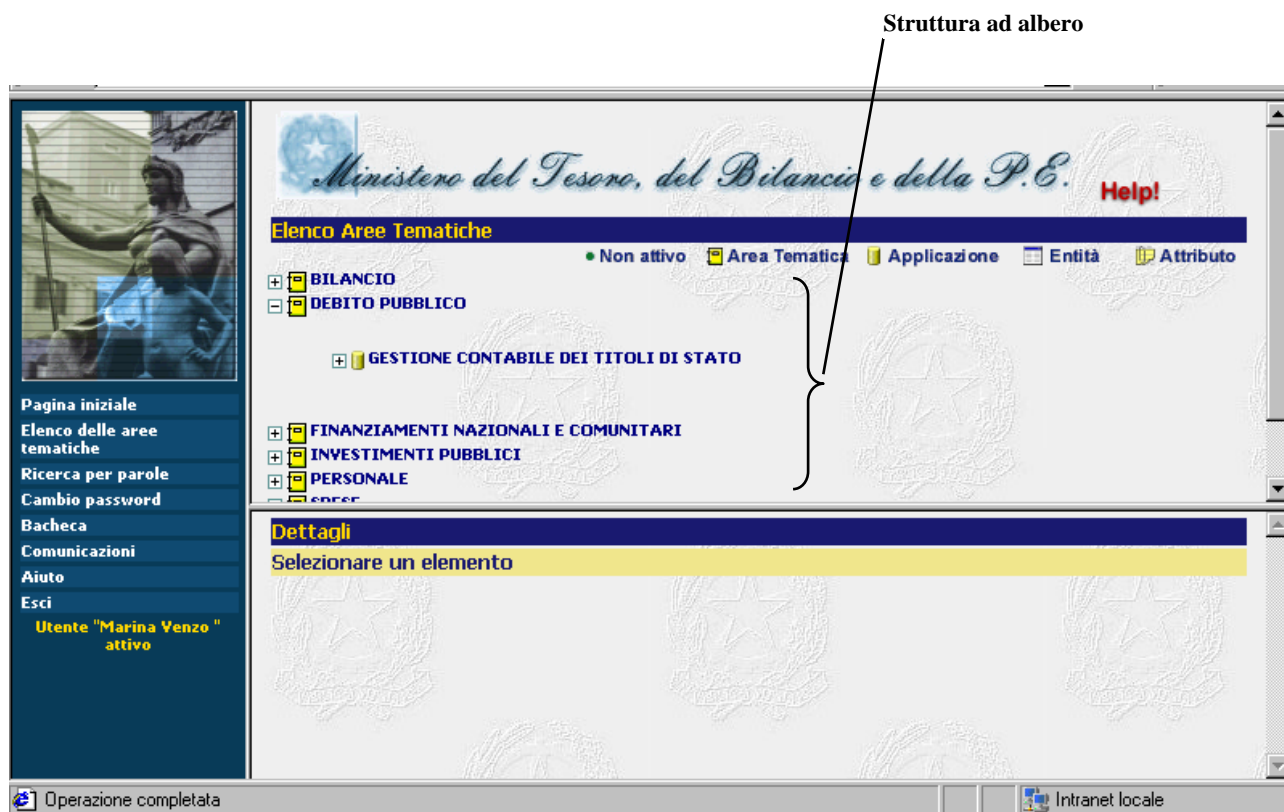 Struttura ad albero
Ministero del Tesoro, del Bilancio e della P.E.
Help!
Elenco Aree Tematiche
Non attivo Area Tematica Applicazione Entità Attributo
BILANCIO
DEBITO PUBBLICO
GESTIONE CONTABILE DEI TITOLI DI STATO
FINANZIAMENTI NAZIONALI E COMUNITARI
INVESTIMENTI PUBBLICI
PERSONALE
SPESE
Pagina iniziale
Elenco delle aree
tematiche
Ricerca per parole
Cambio password
Bacheca
Comunicazioni
Aiuto
Esci
Utente "Marina Venzo "
attivo
Dettagli
Selezionare un elemento
Operazione completata
Intranet locale